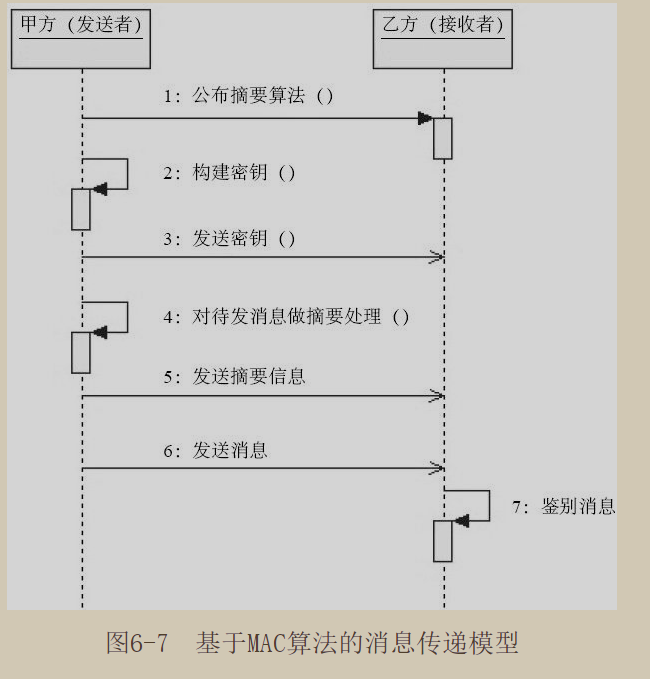 甲方（发送者）
乙方（接收者）
1：公布摘要算法（）
2：构建密钥（）
3：发送密钥（）
4：对待发消息做摘要处理（）
5：发送摘要信息
6：发送消息
7：鉴别消息
图6-7 基于MAC算法的消息传递模型